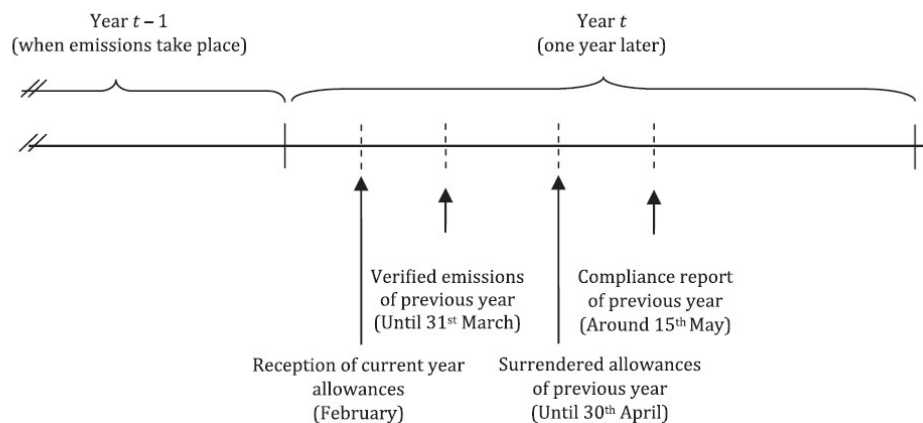 Year t – 1
(when emissions take place)
Year t
(one year later)
Verified emissions
of previous year
(Until 31st March)
Compliance report
of previous year
(Around 15th May)
Reception of current year
allowances
(February)
Surrendered allowances
of previous year
(Until 30th April)